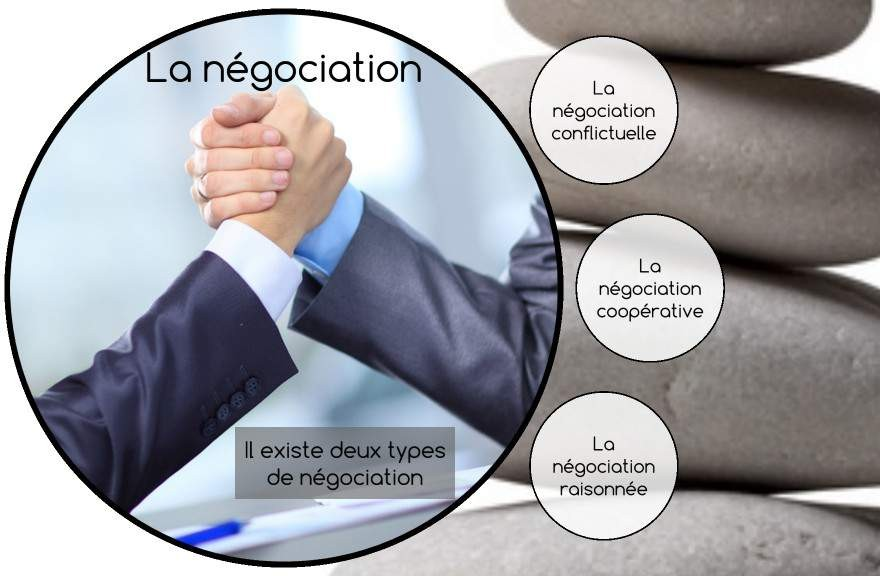 La négociation
Il existe deux types
de négociation
La
négociation
conflictuelle
La
négociation
coopérative
La
négociation
raisonnée